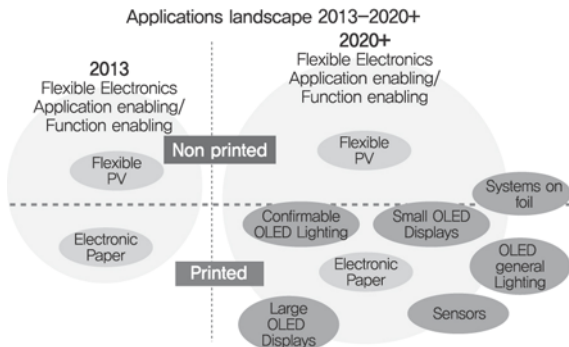 Applications landscape 2013-2020+
2013
Flexible Electronics
Application enabling/
Function enabling
Flexible
PV
Electronic
Paper
Non printed
Printed
2020+
Flexible Electronics
Application enabling/
Function enabling
Flexible
PV
Systems on
foil
Confirmable
OLED Lighting
Small OLED
Displays
Electronic
Paper
OLED
general
Lighting
Large
OLED
Displays
Sensors